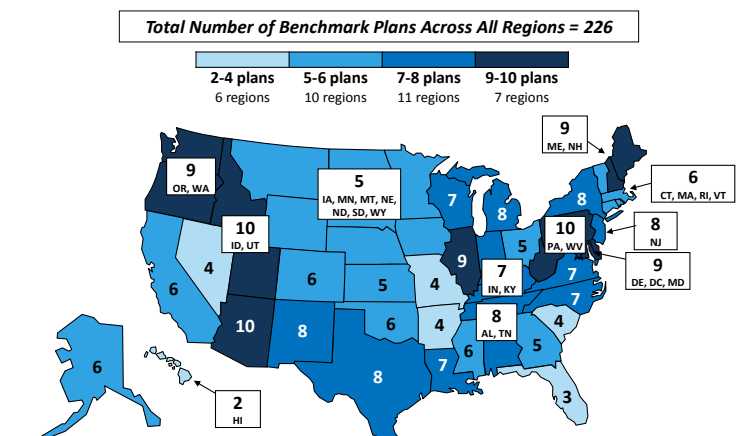 Total Number of Benchmark Plans Across All Regions = 226
2-4 plans 5-6 plans 7-8 plans 9-10 plans
6 regions 10 regions 11 regions 7 regions
9
ME, NH
9
OR, WA
5
IA, MN, MT, NE,
ND, SD, WY
6
CT, MA, RI, VT
7
8
8
10
ID, UT
10
PA, WV
8
NJ
9
5
4
6
6
5
4
7
IN, KY
7
9
DE, DC, MD
7
10
8
6
4
8
AL, TN
4
6
5
6
8
7
3
2
HI